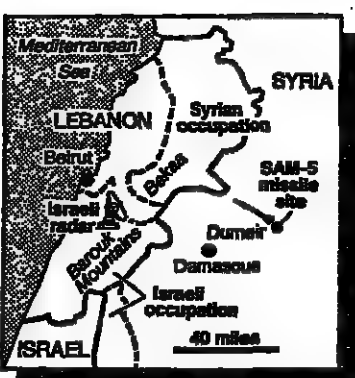 Mediterranean
Sea
SYRIA
LEBANON
Syrian
occupation
Beirut
Bekaa
SAM-5
missile
site
Israeli
radar
Barouk
Mountains
Dumeir
Damascus
Israeli
occupation
ISRAEL
40 miles